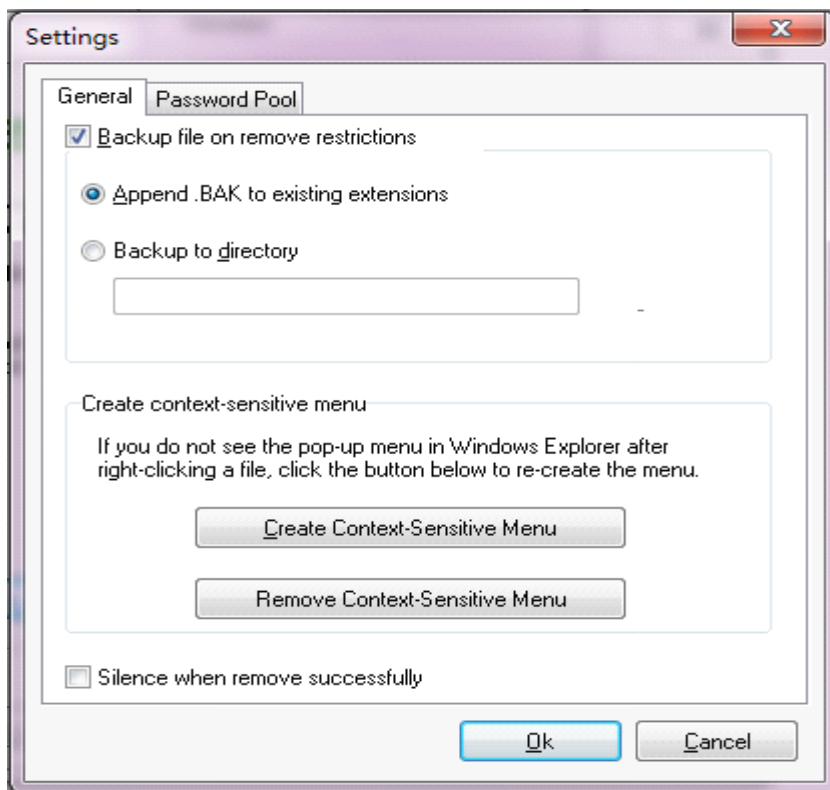 Settings
General
Password Pool
Backup file on remove restrictions
Append .BAK to existing extensions
Backup to directory
Create context-sensitive menu
If you do not see the pop-up menu in Windows Explorer after
right-clicking a file, click the button below to re-create the menu.
Create Context-Sensitive Menu
Remove Context-Sensitive Menu
Silence when remove successfully
Ok
Cancel